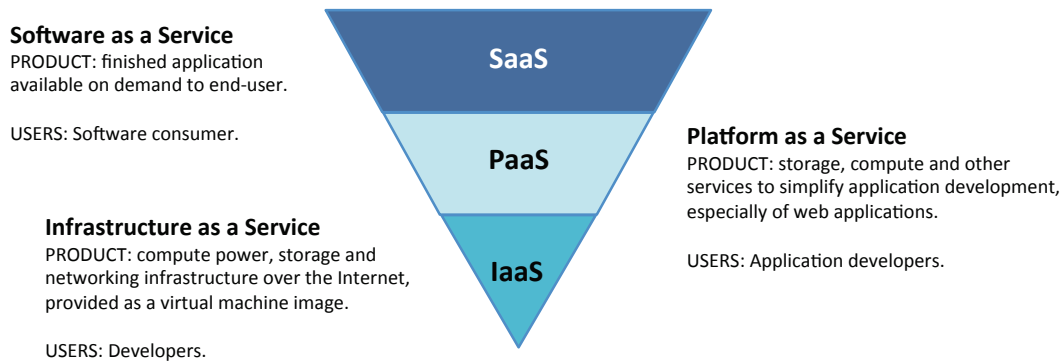 Software as a Service
PRODUCT: finished application
available on demand to end-user.
USERS: Software consumer.
SaaS
PaaS
Platform as a Service
PRODUCT: storage, compute and other
services to simplify application development,
especially of web applications.
USERS: Application developers.
Infrastructure as a Service
PRODUCT: compute power, storage and
networking infrastructure over the Internet,
provided as a virtual machine image.
USERS: Developers.
IaaS